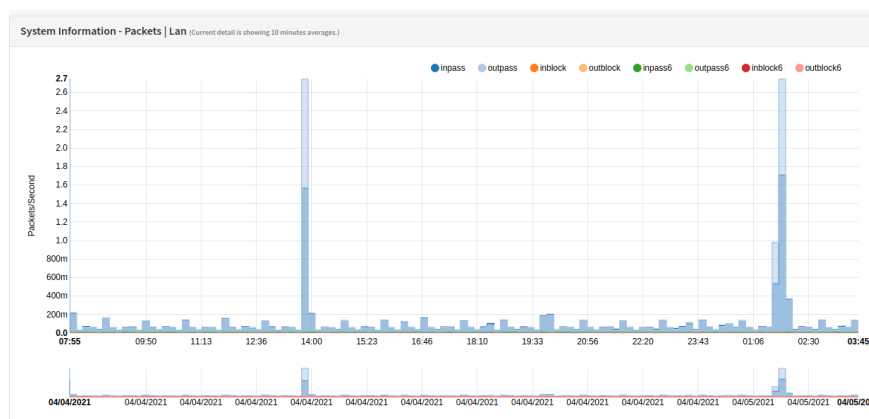 System Information - Packets | Lan (Current detail is showing 10 minutes averages.)
inpass outpass inblock outblock inpass6 outpass6 inblock6 outblock6
Packets/Second
2.7
2.6
2.4
2.2
2.0
1.8
1.6
1.4
1.2
1.0
800m
600m
400m
200m
0.0
07:55 09:50 11:13 12:36 14:00 15:23 16:46 18:10 19:33 20:56 22:20 23:43 01:06 02:30 03:45
04/04/2021 04/04/2021 04/04/2021 04/04/2021 04/04/2021 04/04/2021 04/04/2021 04/04/2021 04/04/2021 04/04/2021 04/04/2021 04/04/2021 04/05/2021 04/05/2021 04/05/20